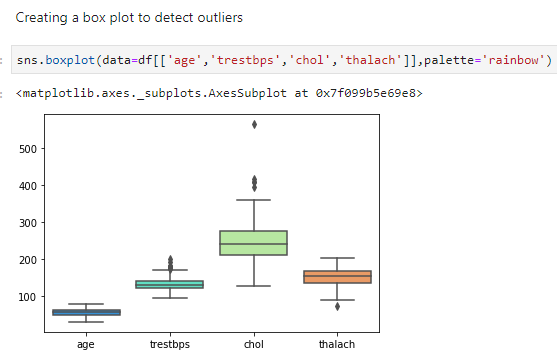 Creating a box plot to detect outliers
sns.boxplot(data=df[['age','trestbps','chol','thalach']],palette='rainbow')
<matplotlib.axes._subplots.AxesSubplot at 0x7f099b5e69e8>
500
400
300
200
100
age trestbps chol thalach